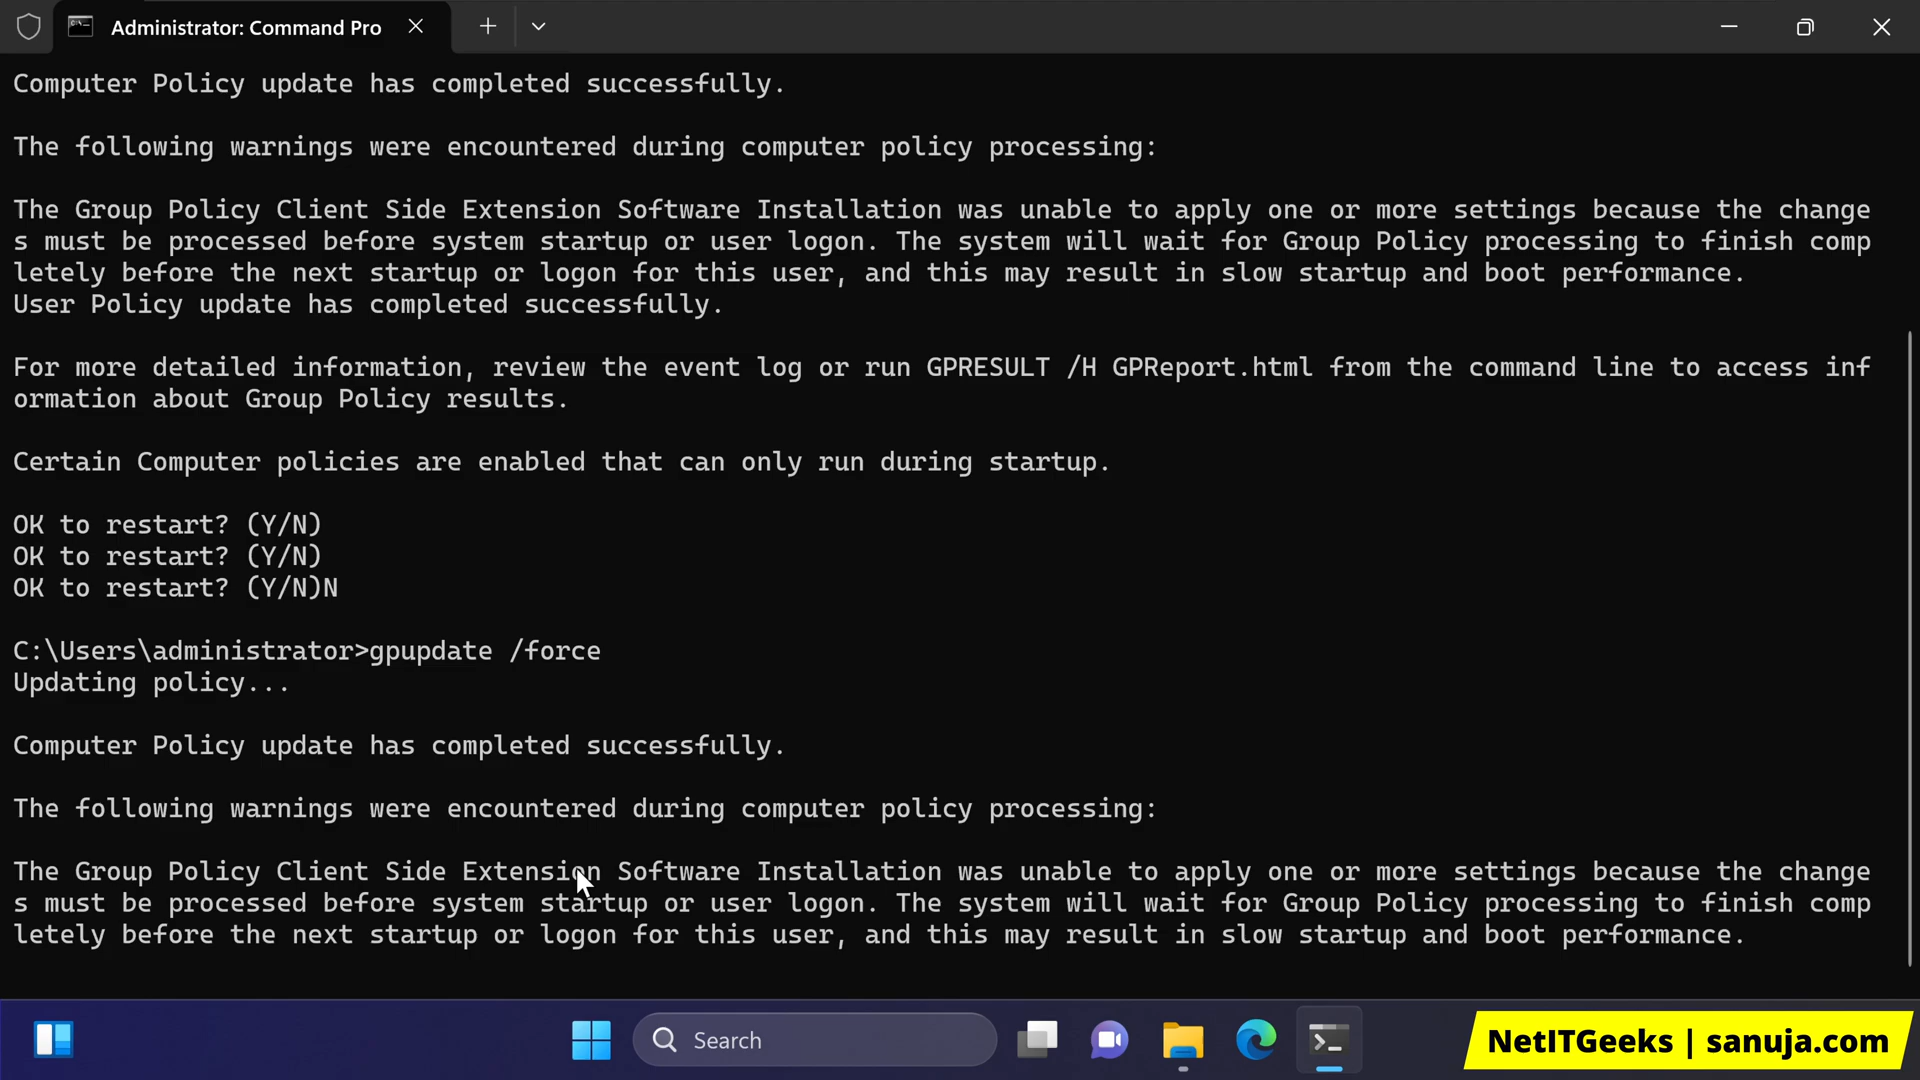 Administrator: Command Pro
Computer Policy update has completed successfully.
The following warnings were encountered during computer policy processing:
The Group Policy Client Side Extension Software Installation was unable to apply one or more settings because the change
s must be processed before system startup or user logon. The system will wait for Group Policy processing to finish comp
letely before the next startup or logon for this user, and this may result in slow startup and boot performance.
User Policy update has completed successfully.
For more detailed information, review the event log or run GPRESULT /H GPReport.html from the command line to access inf
ormation about Group Policy results.
Certain Computer policies are enabled that can only run during startup.
OK to restart? (Y/N)
OK to restart? (Y/N)
OK to restart? (Y/N)N
C:\Users\administrator>gpupdate /force
Updating policy...
Computer Policy update has completed successfully.
The following warnings were encountered during computer policy processing:
The Group Policy Client Side Extension Software Installation was unable to apply one or more settings because the change
s must be processed before system startup or user logon. The system will wait for Group Policy processing to finish comp
letely before the next startup or logon for this user, and this may result in slow startup and boot performance.
Search
NetITGeeks | sanuja.com